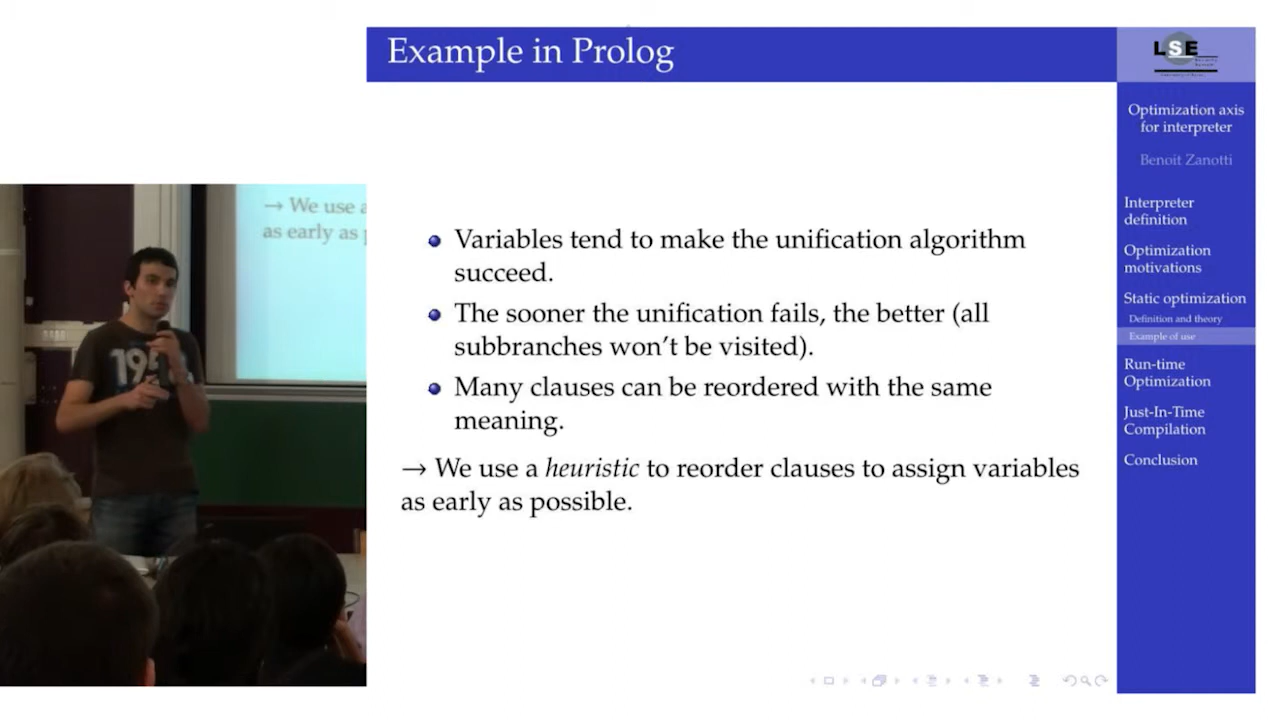 Example in Prolog
LSE
Optimization axis
for interpreter
Benoit Zanotti
Interpreter
definition
Optimization
motivations
Static optimization
Definition and theory
Example of use
Run-time
Optimization
Just-In-Time
Compilation
Conclusion
Variables tend to make the unification algorithm
succeed.
The sooner the unification fails, the better (all
subbranches won't be visited).
Many clauses can be reordered with the same
meaning.
→ We use a heuristic to reorder clauses to assign variables
as early as possible.
→ We use a
as early as